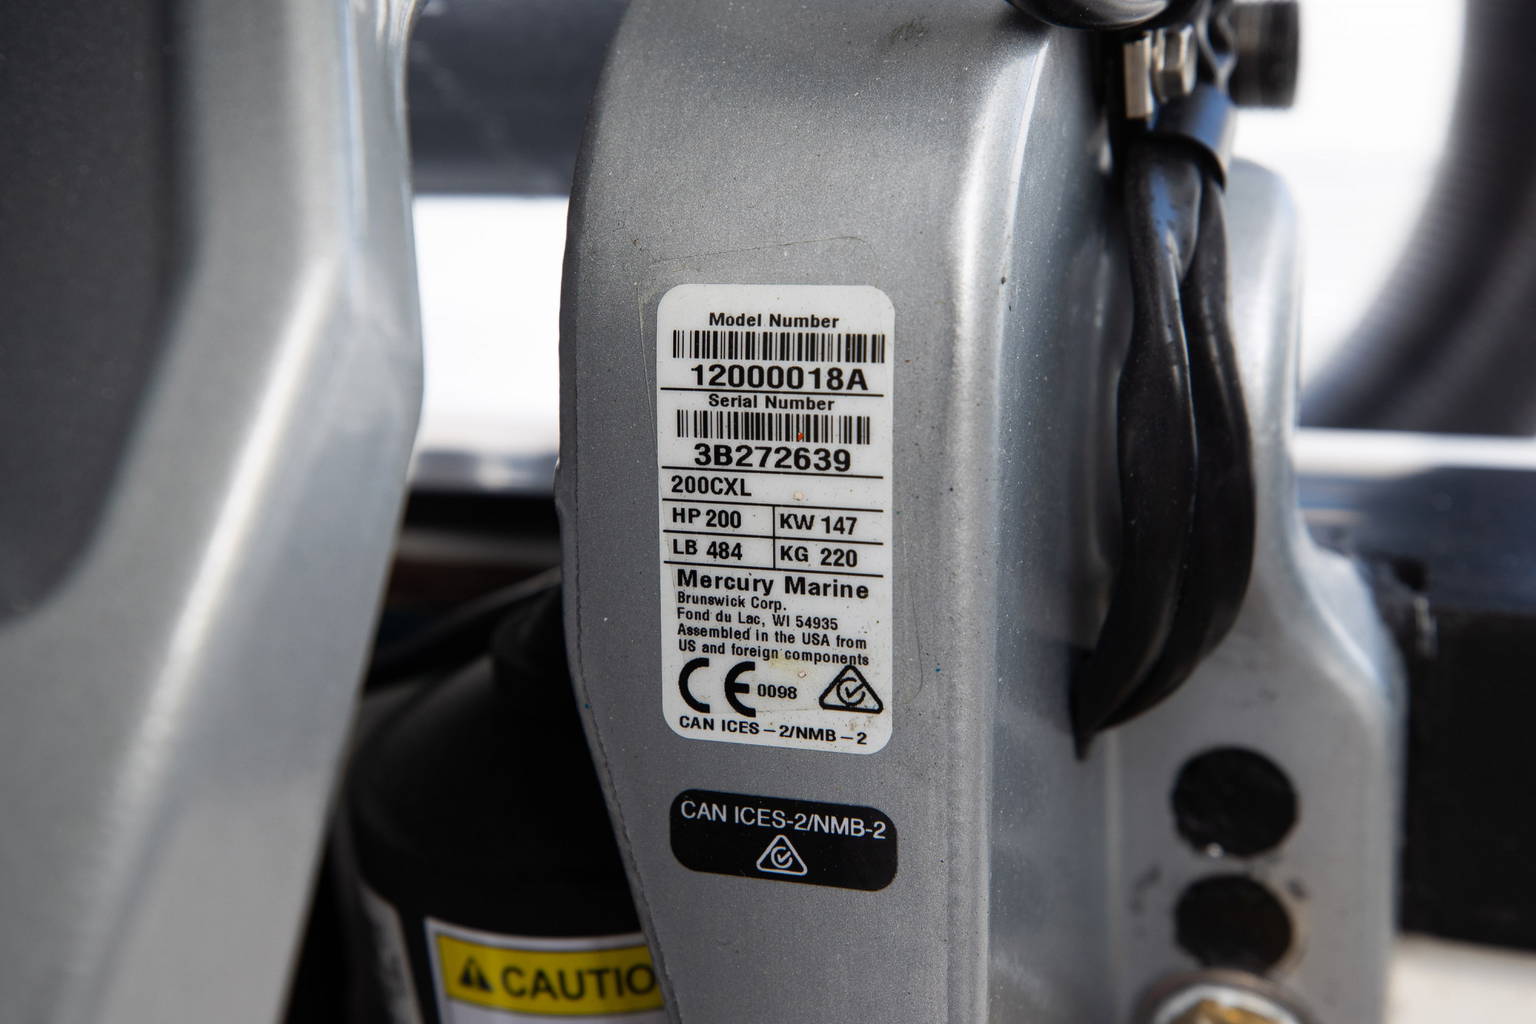 Model Number
12000018A
Serial Number
3B272639
200CXL
HP 200 KW 147
LB 484 KG 220
Mercury Marine
Brunswick Corp.
Fond du Lac, WI 54935
Assembled in the USA from
US and foreign components
CE 0098
CAN ICES-2/NMB-2
CAN ICES-2/NMB-2
CAUTIO